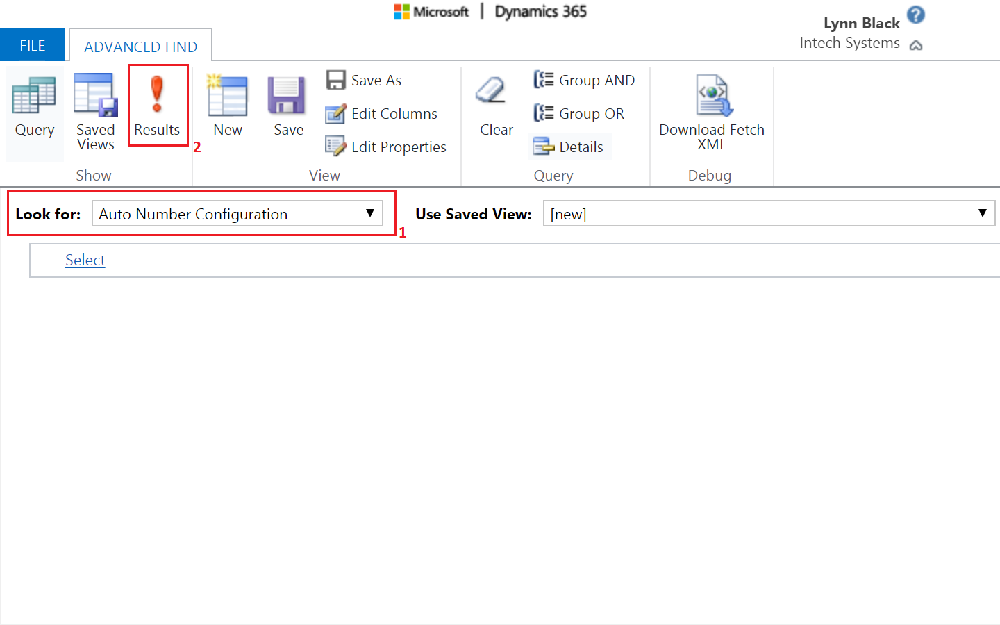 Microsoft | Dynamics 365
Lynn Black
Intech Systems
FILE
ADVANCED FIND
Query
Saved
Views
Results
2
New
Save
Save As
Edit Columns
Edit Properties
Clear
Group AND
Group OR
Details
Download Fetch
XML
Show
View
Query
Debug
Look for:
Auto Number Configuration
1
Use Saved View:
[new]
Select